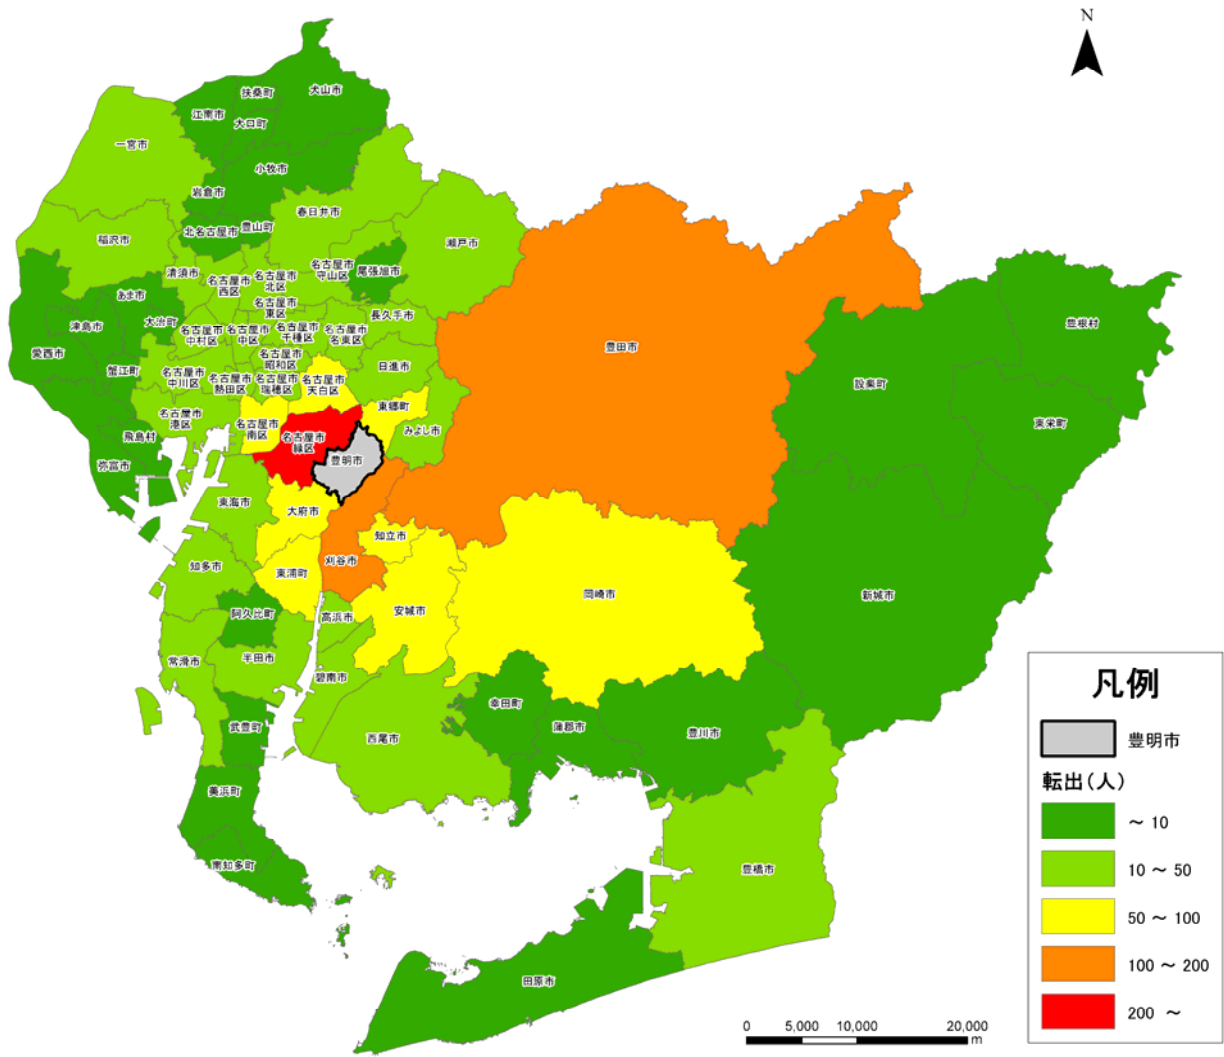 N
犬山市
扶桑町
江南市
大口町
一宮市
小牧市
岩倉市
春日井市
北名古屋市
豊山町
稲沢市
瀬戸市
清須市
名古屋市
西区
名古屋市
北区
名古屋市
守山区
尾張旭市
あま市
名古屋市
東区
長久手市
津島市
大治町
名古屋市
中村区
名古屋市
中区
名古屋市
千種区
名古屋市
名東区
豊根村
愛西市
蟹江町
名古屋市
昭和区
日進市
豊田市
名古屋市
中川区
名古屋市
熱田区
名古屋市
瑞穂区
名古屋市
天白区
設楽町
東郷町
名古屋市
港区
名古屋市
南区
名古屋市
緑区
みよし市
東栄町
飛島村
弥富市
豊明市
東海市
大府市
知立市
知多市
東浦町
刈谷市
岡崎市
新城市
阿久比町
高浜市
安城市
常滑市
半田市
碧南市
幸田町
武豊町
西尾市
蒲郡市
豊川市
美浜町
南知多町
豊橋市
田原市
凡例
豊明市
転出(人)
～ 10
10 ～ 50
50 ～ 100
100 ～ 200
200 ～
0 5,000 10,000 20,000
m